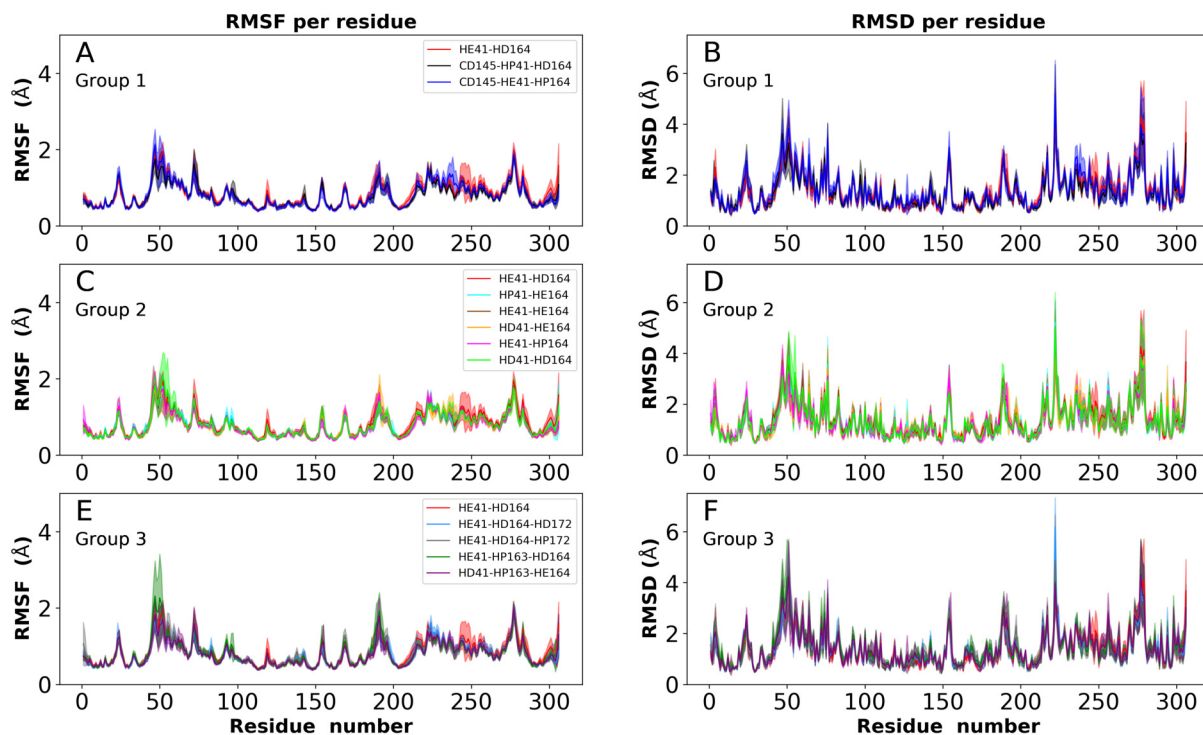 RMSF per residue
RMSD per residue
A
Group 1
HE41-HD164
CD145-HP41-HD164
CD145-HE41-HP164
RMSF (Å)
4
2
0
0 50 100 150 200 250 300
B
Group 1
RMSD (Å)
6
4
2
0
0 50 100 150 200 250 300
C
Group 2
HE41-HD164
HP41-HE164
HE41-HE164
HD41-HE164
HE41-HP164
HD41-HD164
RMSF (Å)
4
2
0
0 50 100 150 200 250 300
D
Group 2
RMSD (Å)
6
4
2
0
0 50 100 150 200 250 300
E
Group 3
HE41-HD164
HE41-HD164-HD172
HE41-HD164-HP172
HE41-HP163-HD164
HD41-HP163-HE164
RMSF (Å)
4
2
0
0 50 100 150 200 250 300
Residue number
F
Group 3
RMSD (Å)
6
4
2
0
0 50 100 150 200 250 300
Residue number